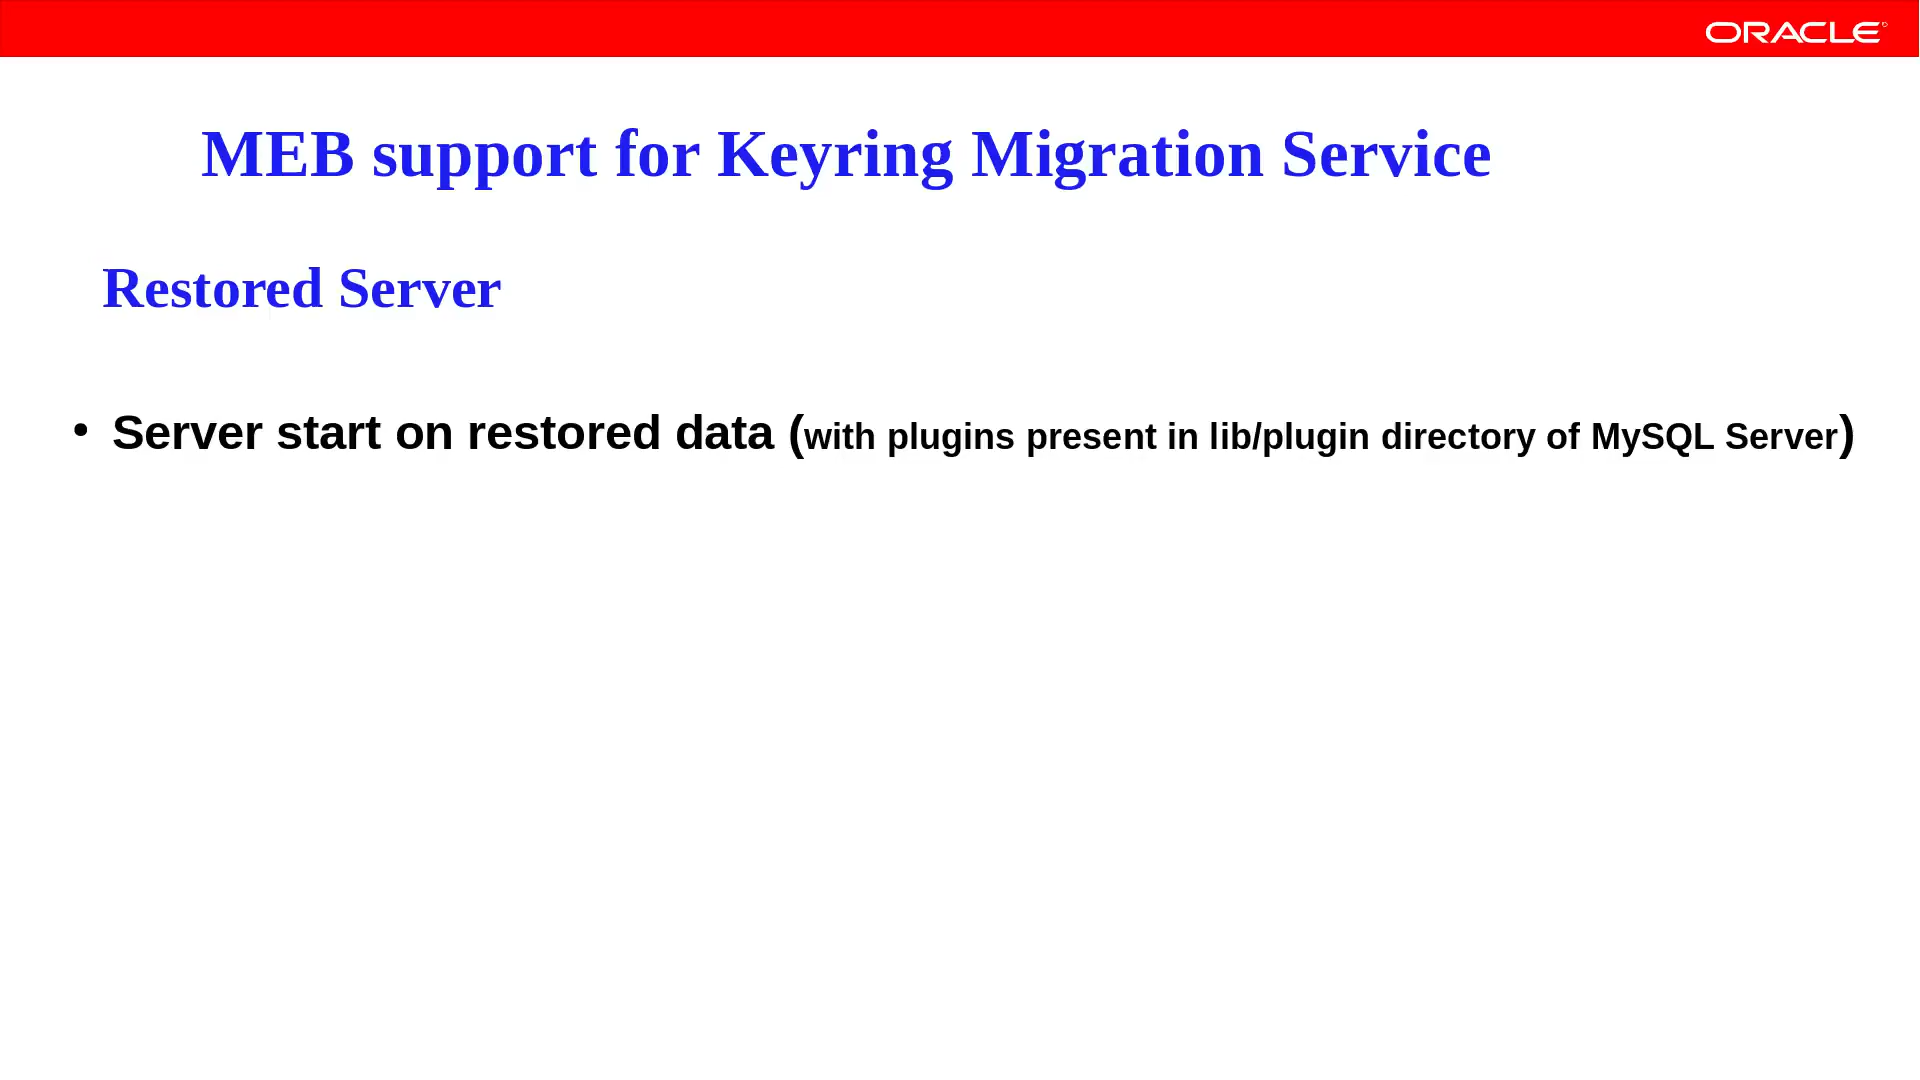 ORACLE
MEB support for Keyring Migration Service
Restored Server
• Server start on restored data (with plugins present in lib/plugin directory of MySQL Server)